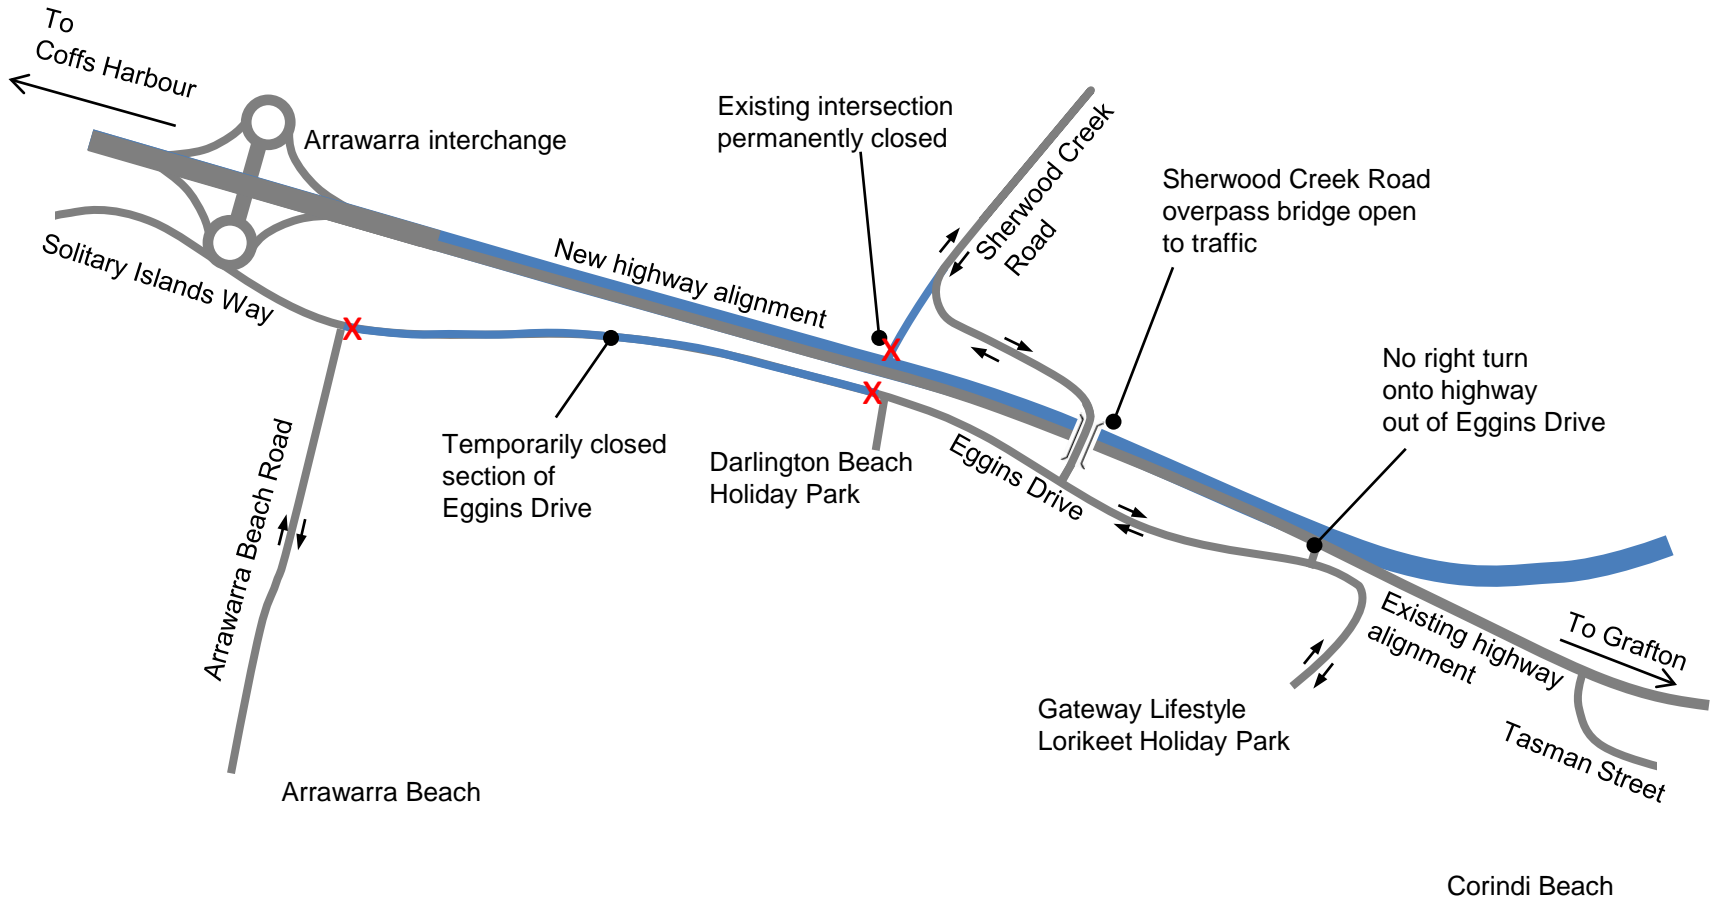 To
Coffs Harbour
Arrawarra interchange
Existing intersection
permanently closed
Sherwood Creek
Road
Sherwood Creek Road
overpass bridge open
to traffic
Solitary Islands Way
New highway alignment
X
X
X
No right turn
onto highway
out of Eggins Drive
Temporarily closed
section of
Eggins Drive
Darlington Beach
Holiday Park
Eggins Drive
Arrawarra Beach Road
Existing highway
alignment
To Grafton
Gateway Lifestyle
Lorikeet Holiday Park
Tasman Street
Arrawarra Beach
Corindi Beach